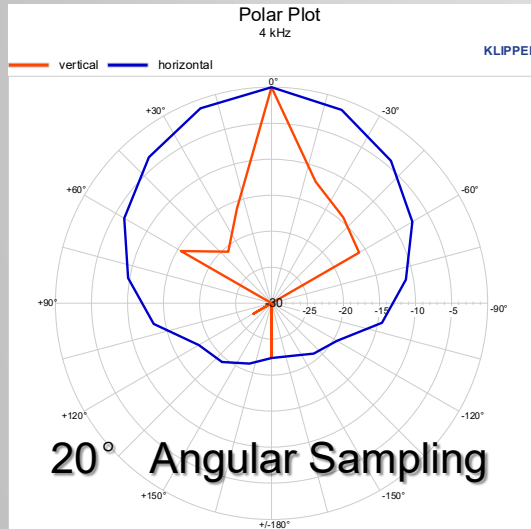 Polar Plot
4 kHz
KLIPPE
vertical horizontal
0°
+30° -30°
+60° -60°
+90° -30 -25 -20 -15 -10 -5 -90°
+120° -120°
20° Angular Sampling
+150° -150°
+/-180°